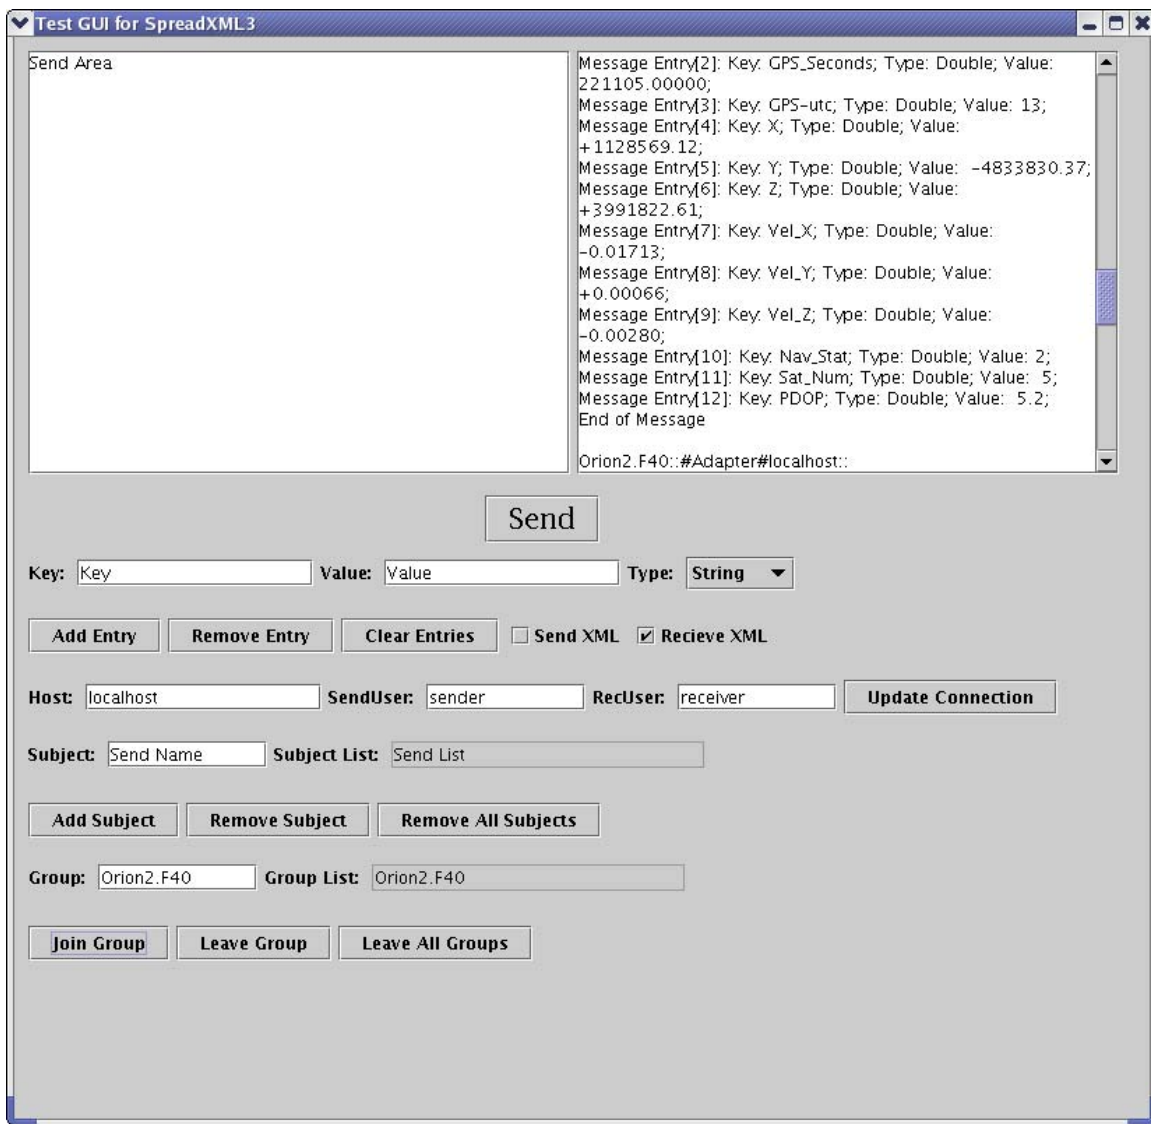 Test GUI for SpreadXML3
Send Area
Message Entry[2]: Key: GPS_Seconds; Type: Double; Value:
221105.00000;
Message Entry[3]: Key: GPS-utc; Type: Double; Value: 13;
Message Entry[4]: Key: X; Type: Double; Value:
+1128569.12;
Message Entry[5]: Key: Y; Type: Double; Value:  -4833830.37;
Message Entry[6]: Key: Z; Type: Double; Value:
+3991822.61;
Message Entry[7]: Key: Vel_X; Type: Double; Value:
-0.01713;
Message Entry[8]: Key: Vel_Y; Type: Double; Value:
+0.00066;
Message Entry[9]: Key: Vel_Z; Type: Double; Value:
-0.00280;
Message Entry[10]: Key: Nav_Stat; Type: Double; Value: 2;
Message Entry[11]: Key: Sat_Num; Type: Double; Value:  5;
Message Entry[12]: Key: PDOP; Type: Double; Value:  5.2;
End of Message
Orion2.F40::#Adapter#localhost::
Send
Key: Key Value: Value Type: String
Add Entry Remove Entry Clear Entries Send XML Recieve XML
Host: localhost SendUser: sender RecUser: receiver Update Connection
Subject: Send Name Subject List: Send List
Add Subject Remove Subject Remove All Subjects
Group: Orion2.F40 Group List: Orion2.F40
Join Group Leave Group Leave All Groups